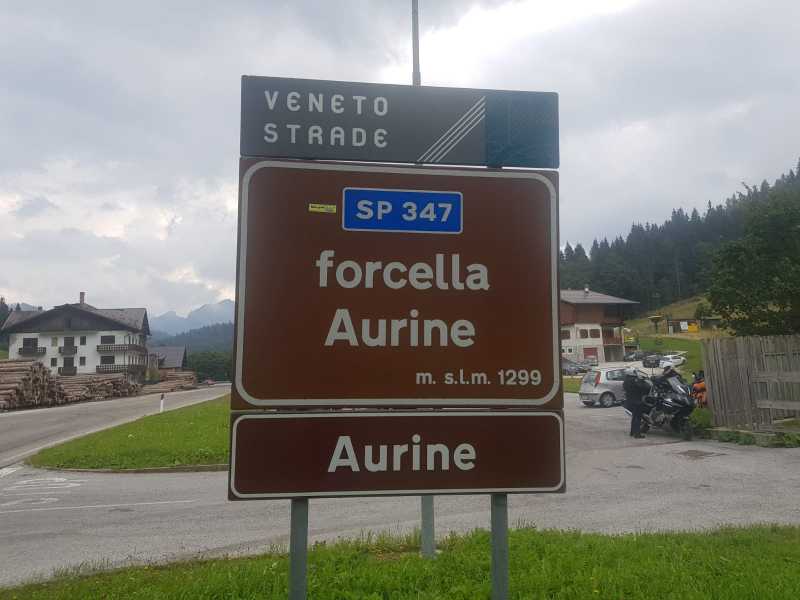 VENETO
STRADE
SP 347
forcella
Aurine
m. s.l.m. 1299
Aurine